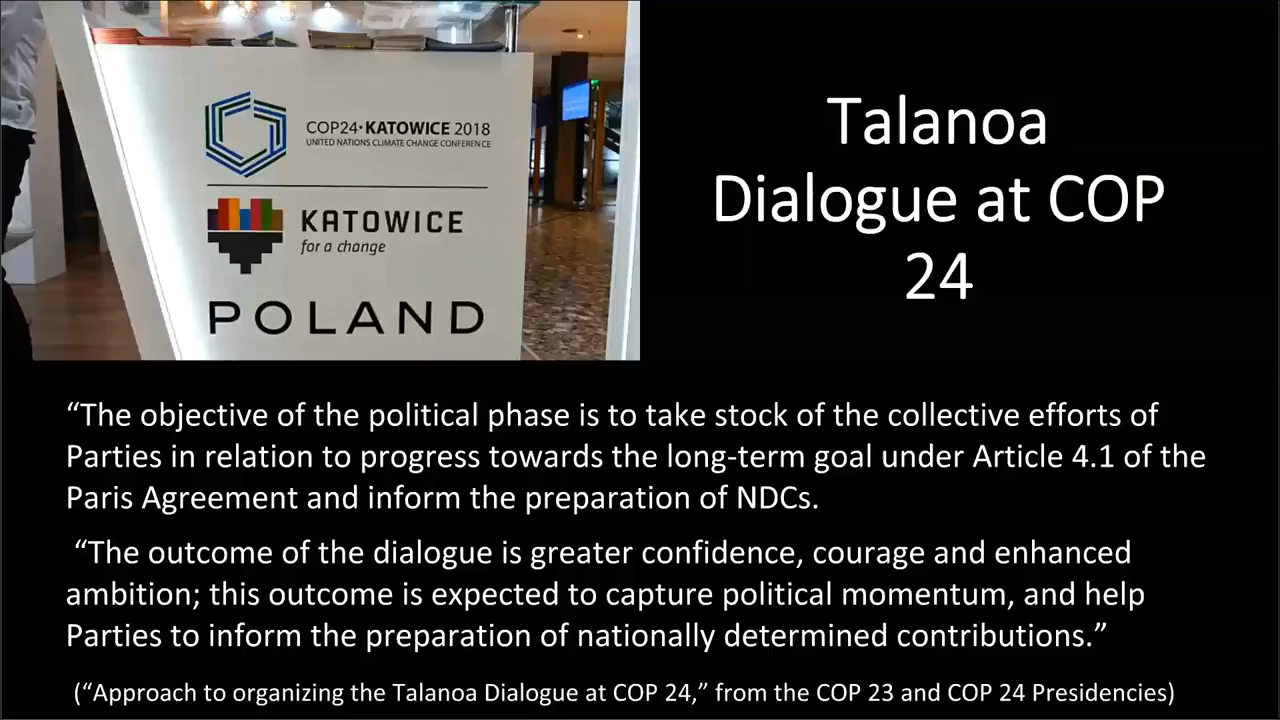 COP24•KATOWICE 2018
UNITED NATIONS CLIMATE CHANGE CONFERENCE
KATOWICE
for a change
POLAND
Talanoa
Dialogue at COP
24
“The objective of the political phase is to take stock of the collective efforts of
Parties in relation to progress towards the long-term goal under Article 4.1 of the
Paris Agreement and inform the preparation of NDCs.
“The outcome of the dialogue is greater confidence, courage and enhanced
ambition; this outcome is expected to capture political momentum, and help
Parties to inform the preparation of nationally determined contributions.”
(“Approach to organizing the Talanoa Dialogue at COP 24,” from the COP 23 and COP 24 Presidencies)